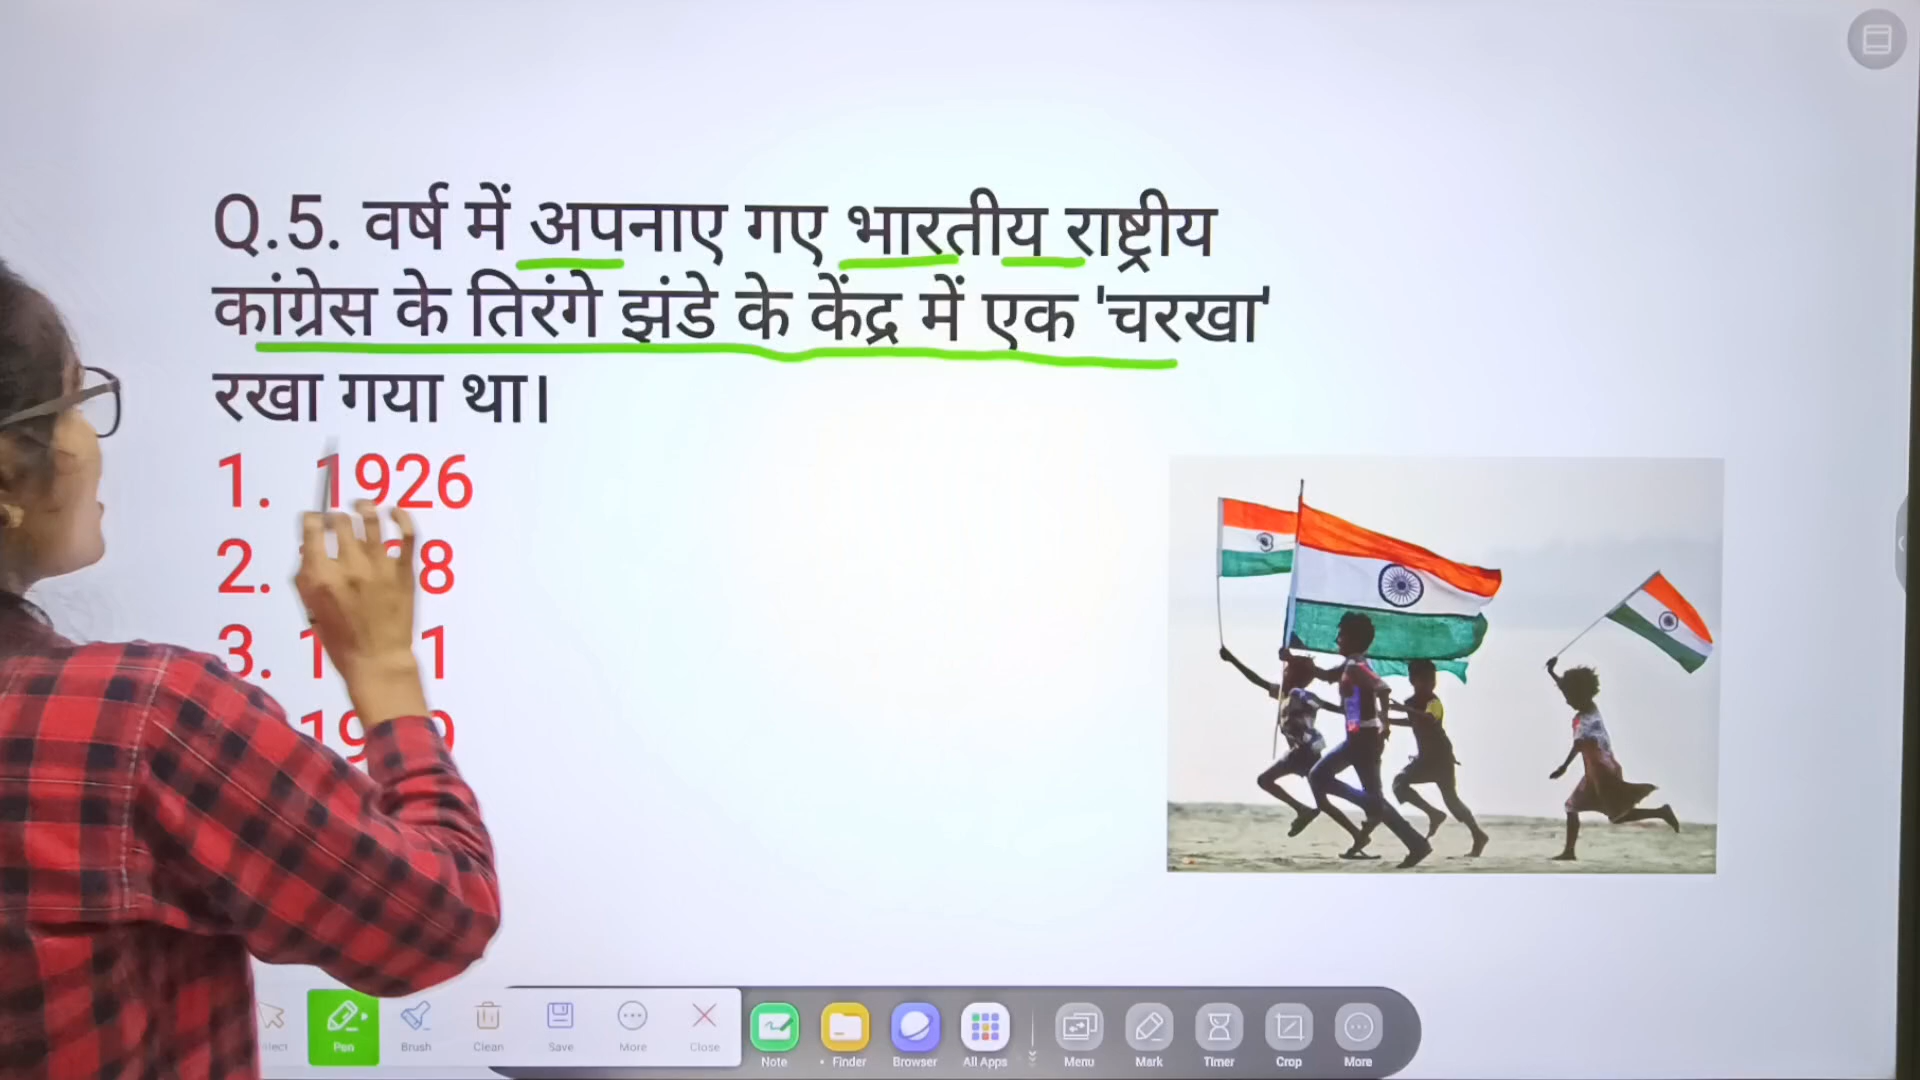 Q.5. वर्ष में अपनाए गए भारतीय राष्ट्रीय
कांग्रेस के तिरंगे झंडे के केंद्र में एक 'चरखा'
रखा गया था।
1. 1926
2.
3.
Pen
Brush
Clean
Save
More
Close
Note
Finder
Browser
All Apps
Menu
Mark
Timer
Crop
More